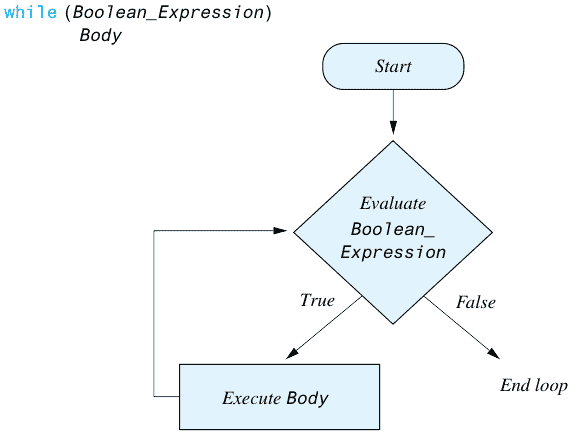 while (Boolean_Expression)
Body
Start
Evaluate
Boolean_
Expression
True
False
Execute Body
End loop